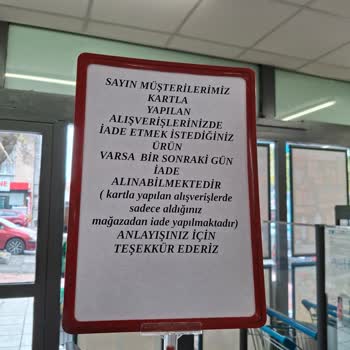 SAYIN MÜŞTERİLERİMİZ
KARTLA
YAPILAN
ALIŞVERİŞLERİNİZDE
İADE ETMEK İSTEDİĞİNİZ
ÜRÜN
VARSA BİR SONRAKİ GÜN
İADE
ALINABİLMEKTEDİR
( kartla yapılan alışverişlerde
sadece aldığınız
mağazadan iade yapılmaktadır)
ANLAYIŞINIZ İÇİN
TEŞEKKÜR EDERİZ